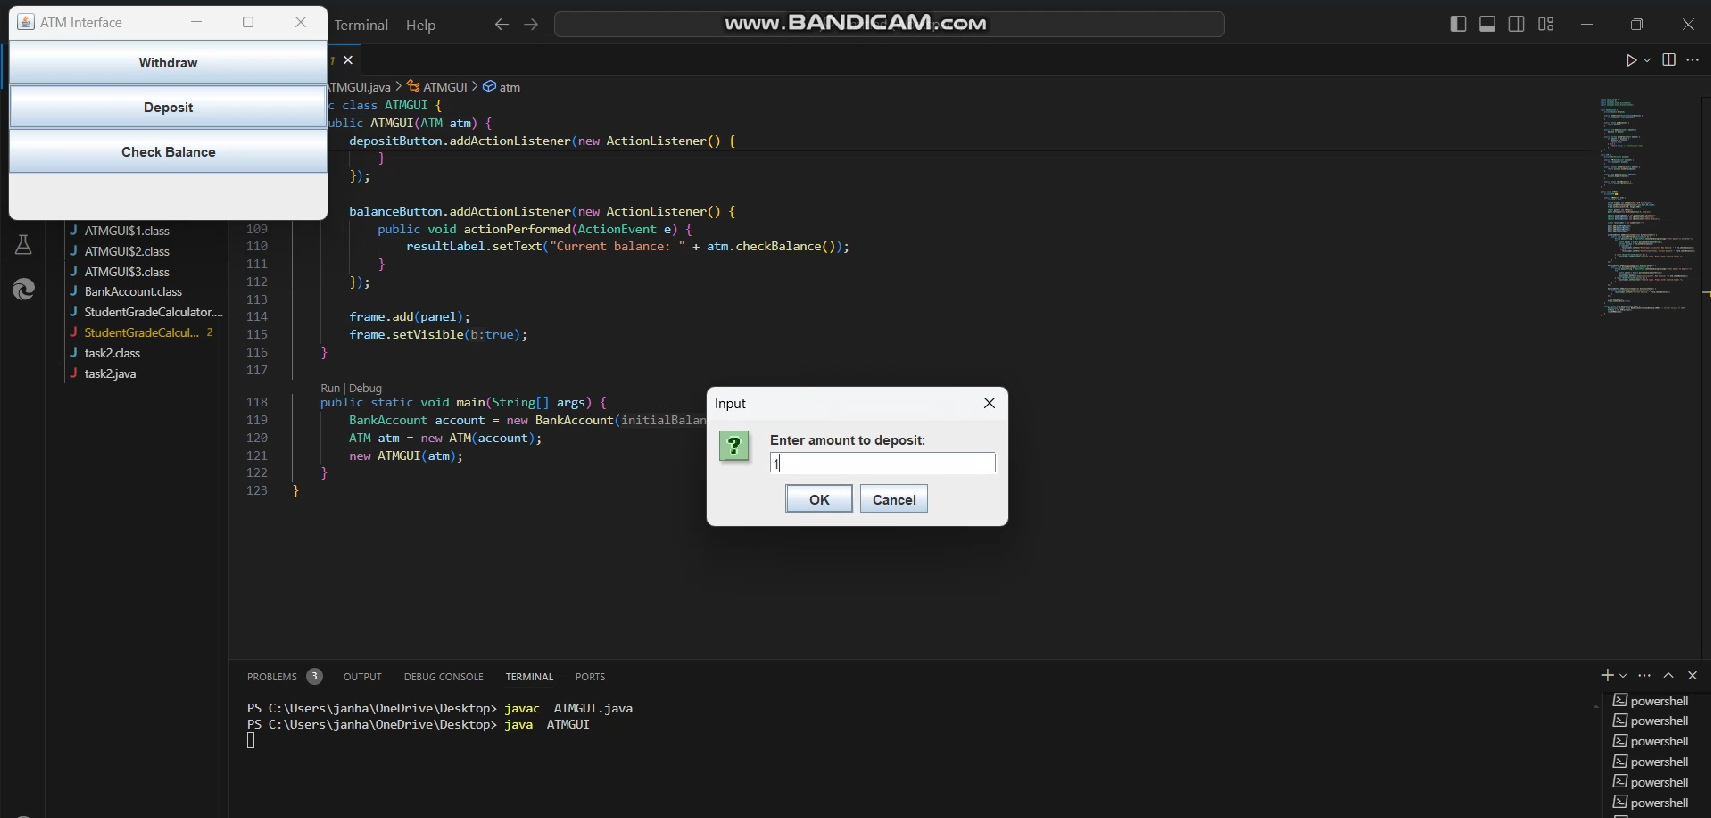 ATM Interface
Terminal Help
www.BANDICAM.com
Withdraw
Deposit
Check Balance
ATMGUI.java > ATMGUI > atm
c class ATMGUI {
ublic ATMGUI(ATM atm) {
depositButton.addActionListener(new ActionListener() {
}
});
balanceButton.addActionListener(new ActionListener() {
109 public void actionPerformed(ActionEvent e) {
110 resultLabel.setText("Current balance: " + atm.checkBalance());
111 }
112 });
113
114 frame.add(panel);
115 frame.setVisible(b:true);
116 }
117
Run | Debug
118 public static void main(String[] args) {
119 BankAccount account = new BankAccount(initialBalan
120 ATM atm = new ATM(account);
121 new ATMGUI(atm);
122 }
123 }
J ATMGUI$1.class
J ATMGUI$2.class
J ATMGUI$3.class
J BankAccount.class
J StudentGradeCalculator....
J StudentGradeCalcul... 2
J task2.class
J task2.java
Input
Enter amount to deposit:
1
OK Cancel
PROBLEMS 3 OUTPUT DEBUG CONSOLE TERMINAL PORTS
PS C:\Users\janha\OneDrive\Desktop> javac ATMGUI.java
PS C:\Users\janha\OneDrive\Desktop> java ATMGUI
powershell
powershell
powershell
powershell
powershell
powershell